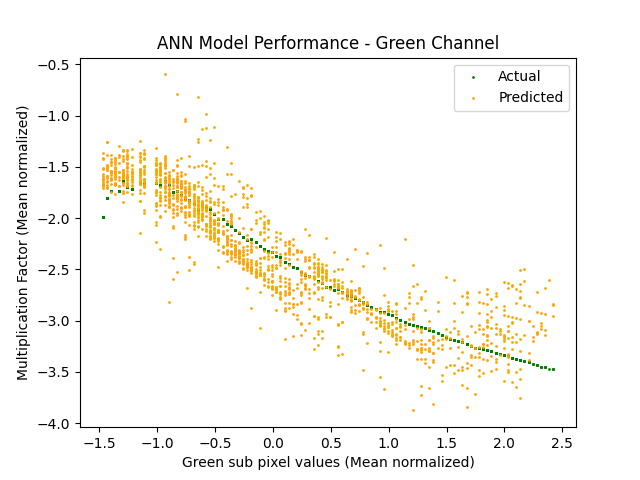 ANN Model Performance - Green Channel
Actual
Predicted
Multiplication Factor (Mean normalized)
−0.5
−1.0
−1.5
−2.0
−2.5
−3.0
−3.5
−4.0
−1.5 −1.0 −0.5 0.0 0.5 1.0 1.5 2.0 2.5
Green sub pixel values (Mean normalized)